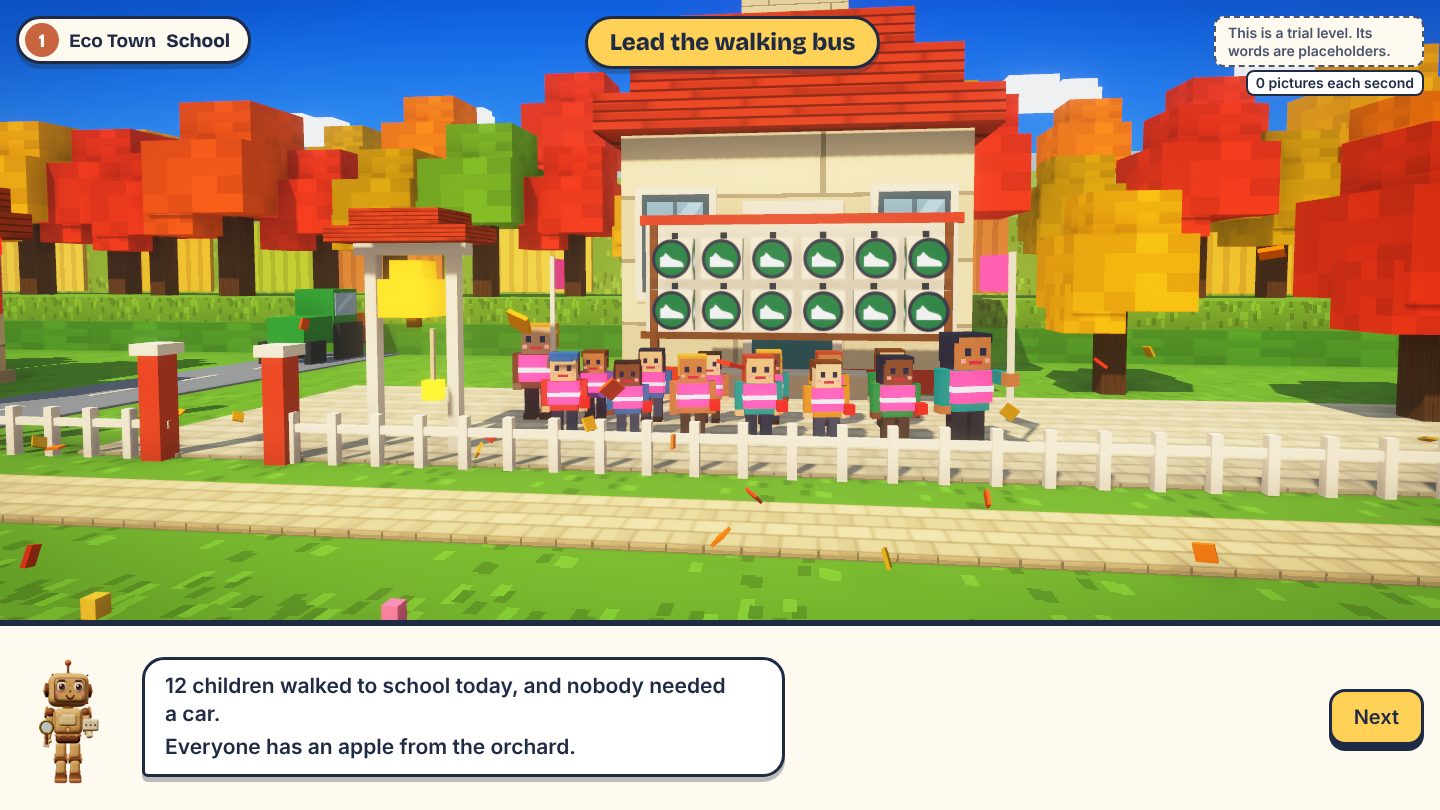 1 Eco Town School
Lead the walking bus
This is a trial level. Its
words are placeholders.
0 pictures each second
12 children walked to school today, and nobody needed
a car.
Everyone has an apple from the orchard.
Next